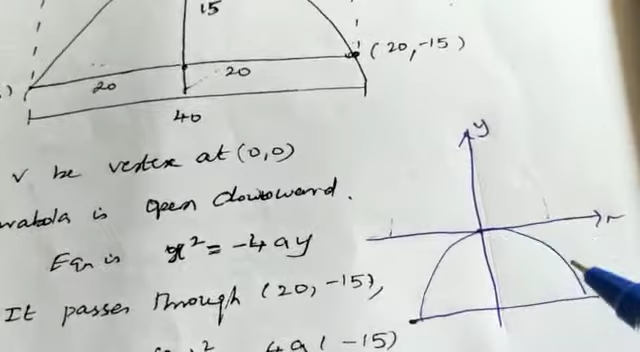 15
(20,-15)
20
20
40
V be vertex at (0,0)
is open downward.
Eqn is x² = -4ay
y
It passes through (20,-15),
4a(-15)